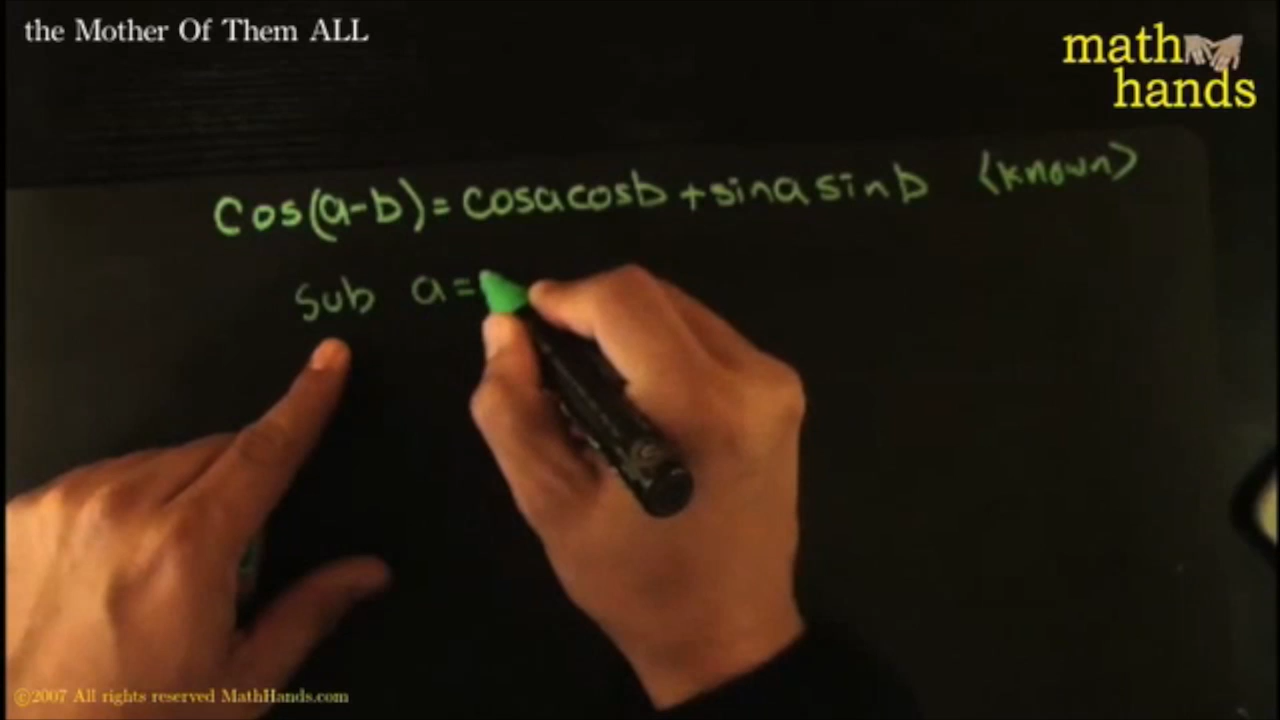 the Mother Of Them ALL
math
hands
Cos(a-b)=cosacosb+sinasinb (known)
Sub a=
©2007 All rights reserved MathHands.com